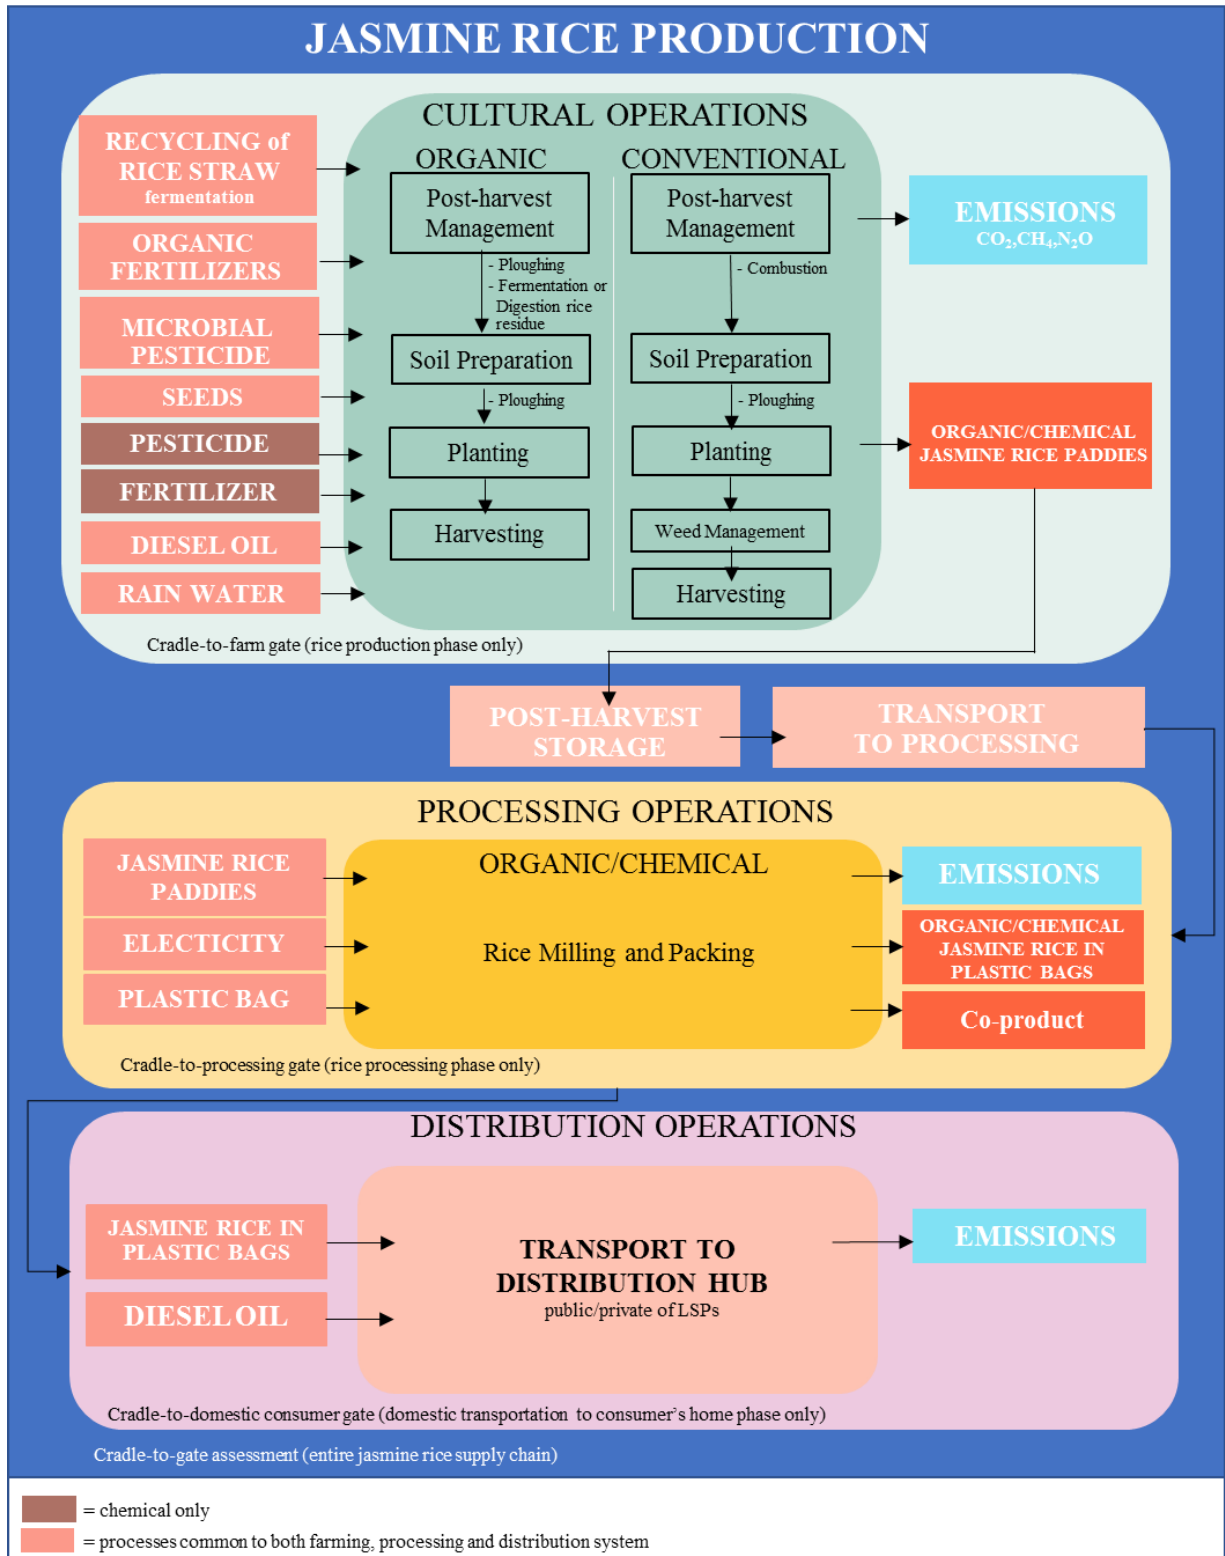 JASMINE RICE PRODUCTION
CULTURAL OPERATIONS
ORGANIC
CONVENTIONAL
RECYCLING of
RICE STRAW
fermentation
ORGANIC
FERTILIZERS
MICROBIAL
PESTICIDE
SEEDS
PESTICIDE
FERTILIZER
DIESEL OIL
RAIN WATER
Post-harvest
Management
- Ploughing
- Fermentation or
Digestion rice
residue
Soil Preparation
- Ploughing
Planting
Harvesting
Post-harvest
Management
- Combustion
Soil Preparation
- Ploughing
Planting
Weed Management
Harvesting
EMISSIONS
CO₂,CH₄,N₂O
ORGANIC/CHEMICAL
JASMINE RICE PADDIES
Cradle-to-farm gate (rice production phase only)
POST-HARVEST
STORAGE
TRANSPORT
TO PROCESSING
PROCESSING OPERATIONS
JASMINE RICE
PADDIES
ELECTICITY
PLASTIC BAG
ORGANIC/CHEMICAL
Rice Milling and Packing
EMISSIONS
ORGANIC/CHEMICAL
JASMINE RICE IN
PLASTIC BAGS
Co-product
Cradle-to-processing gate (rice processing phase only)
DISTRIBUTION OPERATIONS
JASMINE RICE IN
PLASTIC BAGS
DIESEL OIL
TRANSPORT TO
DISTRIBUTION HUB
public/private of LSPs
EMISSIONS
Cradle-to-domestic consumer gate (domestic transportation to consumer's home phase only)
Cradle-to-gate assessment (entire jasmine rice supply chain)
= chemical only
= processes common to both farming, processing and distribution system